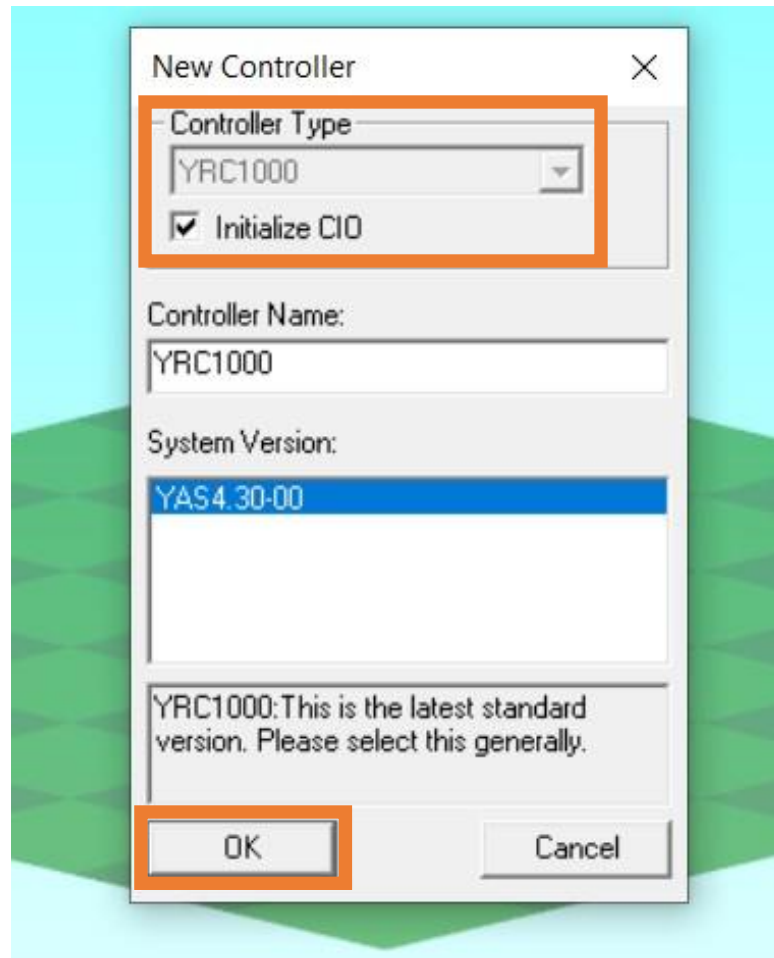 New Controller
Controller Type
YRC1000
Initialize CIO
Controller Name:
YRC1000
System Version:
YAS4.30-00
YRC1000:This is the latest standard
version. Please select this generally.
OK
Cancel